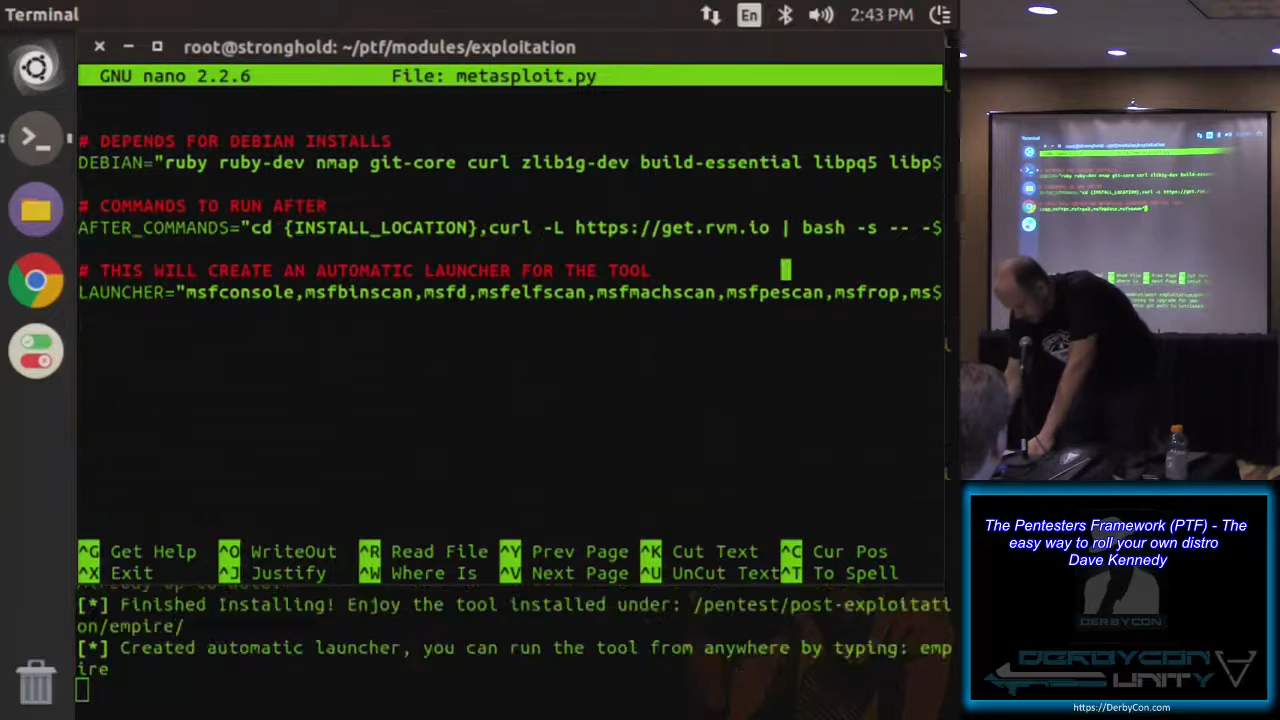 Terminal
En
2:43 PM
root@stronghold: ~/ptf/modules/exploitation
GNU nano 2.2.6 File: metasploit.py
# DEPENDS FOR DEBIAN INSTALLS
DEBIAN="ruby ruby-dev nmap git-core curl zlib1g-dev build-essential libpq5 libp$
# COMMANDS TO RUN AFTER
AFTER_COMMANDS="cd {INSTALL_LOCATION},curl -L https://get.rvm.io | bash -s -- -$
# THIS WILL CREATE AN AUTOMATIC LAUNCHER FOR THE TOOL
LAUNCHER="msfconsole,msfbinscan,msfd,msfelfscan,msfmachscan,msfpescan,msfrop,ms$
^G Get Help ^O WriteOut ^R Read File ^Y Prev Page ^K Cut Text ^C Cur Pos
^X Exit ^J Justify ^W Where Is ^V Next Page ^U UnCut Text ^T To Spell
[*] Finished Installing! Enjoy the tool installed under: /pentest/post-exploitati
on/empire/
[*] Created automatic launcher, you can run the tool from anywhere by typing: emp
ire
The Pentesters Framework (PTF) - The
easy way to roll your own distro
Dave Kennedy
DERBYCON
DERBYCON
UNITY
https://DerbyCon.com